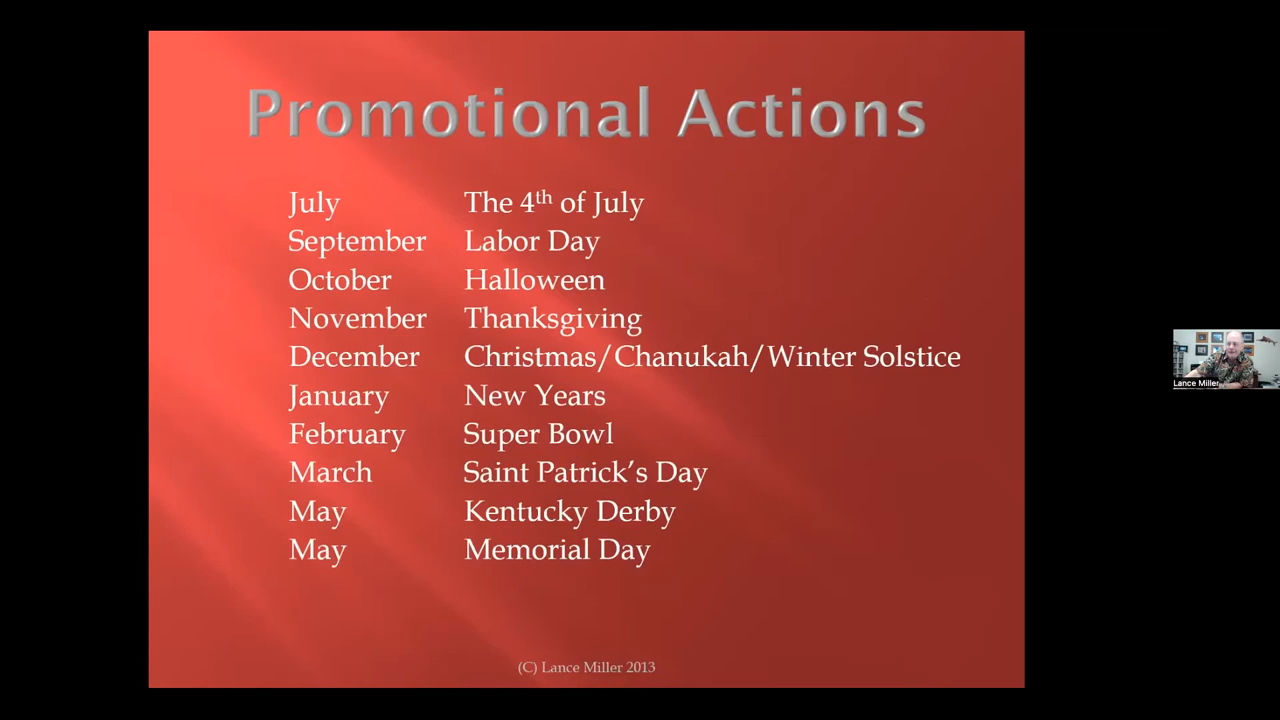 Promotional Actions
July The 4th of July
September Labor Day
October Halloween
November Thanksgiving
December Christmas/Chanukah/Winter Solstice
January New Years
February Super Bowl
March Saint Patrick’s Day
May Kentucky Derby
May Memorial Day
(C) Lance Miller 2013
Lance Miller